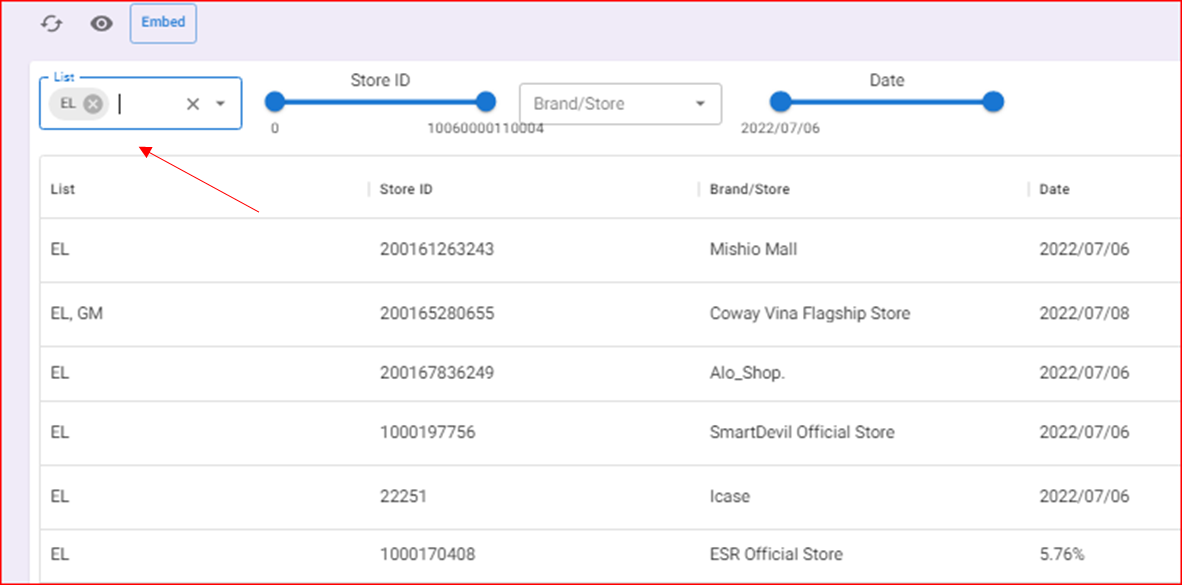 Embed
List
EL
Store ID
0 10060000110004
Brand/Store
Date
2022/07/06
List Store ID Brand/Store Date
EL 200161263243 Mishio Mall 2022/07/06
EL, GM 200165280655 Coway Vina Flagship Store 2022/07/08
EL 200167836249 Alo_Shop. 2022/07/06
EL 1000197756 SmartDevil Official Store 2022/07/06
EL 22251 Icase 2022/07/06
EL 1000170408 ESR Official Store 5.76%